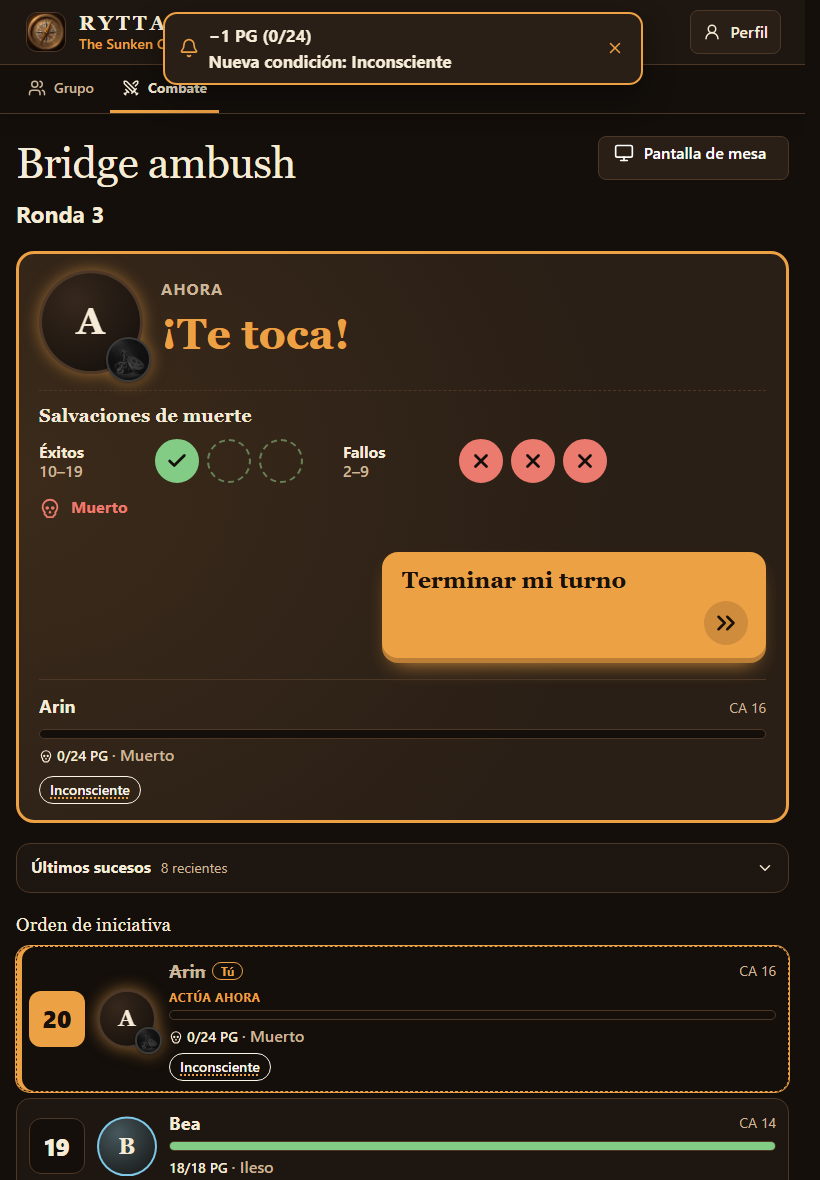 RYTTA
The Sunken
−1 PG (0/24)
Nueva condición: Inconsciente
Perfil
Grupo
Combate
Bridge ambush
Pantalla de mesa
Ronda 3
A
AHORA
¡Te toca!
Salvaciones de muerte
Éxitos
10–19
Fallos
2–9
Muerto
Terminar mi turno
Arin
CA 16
0/24 PG · Muerto
Inconsciente
Últimos sucesos 8 recientes
Orden de iniciativa
20
A
Arin Tú
CA 16
ACTÚA AHORA
0/24 PG · Muerto
Inconsciente
19
B
Bea
CA 14
18/18 PG · Ileso